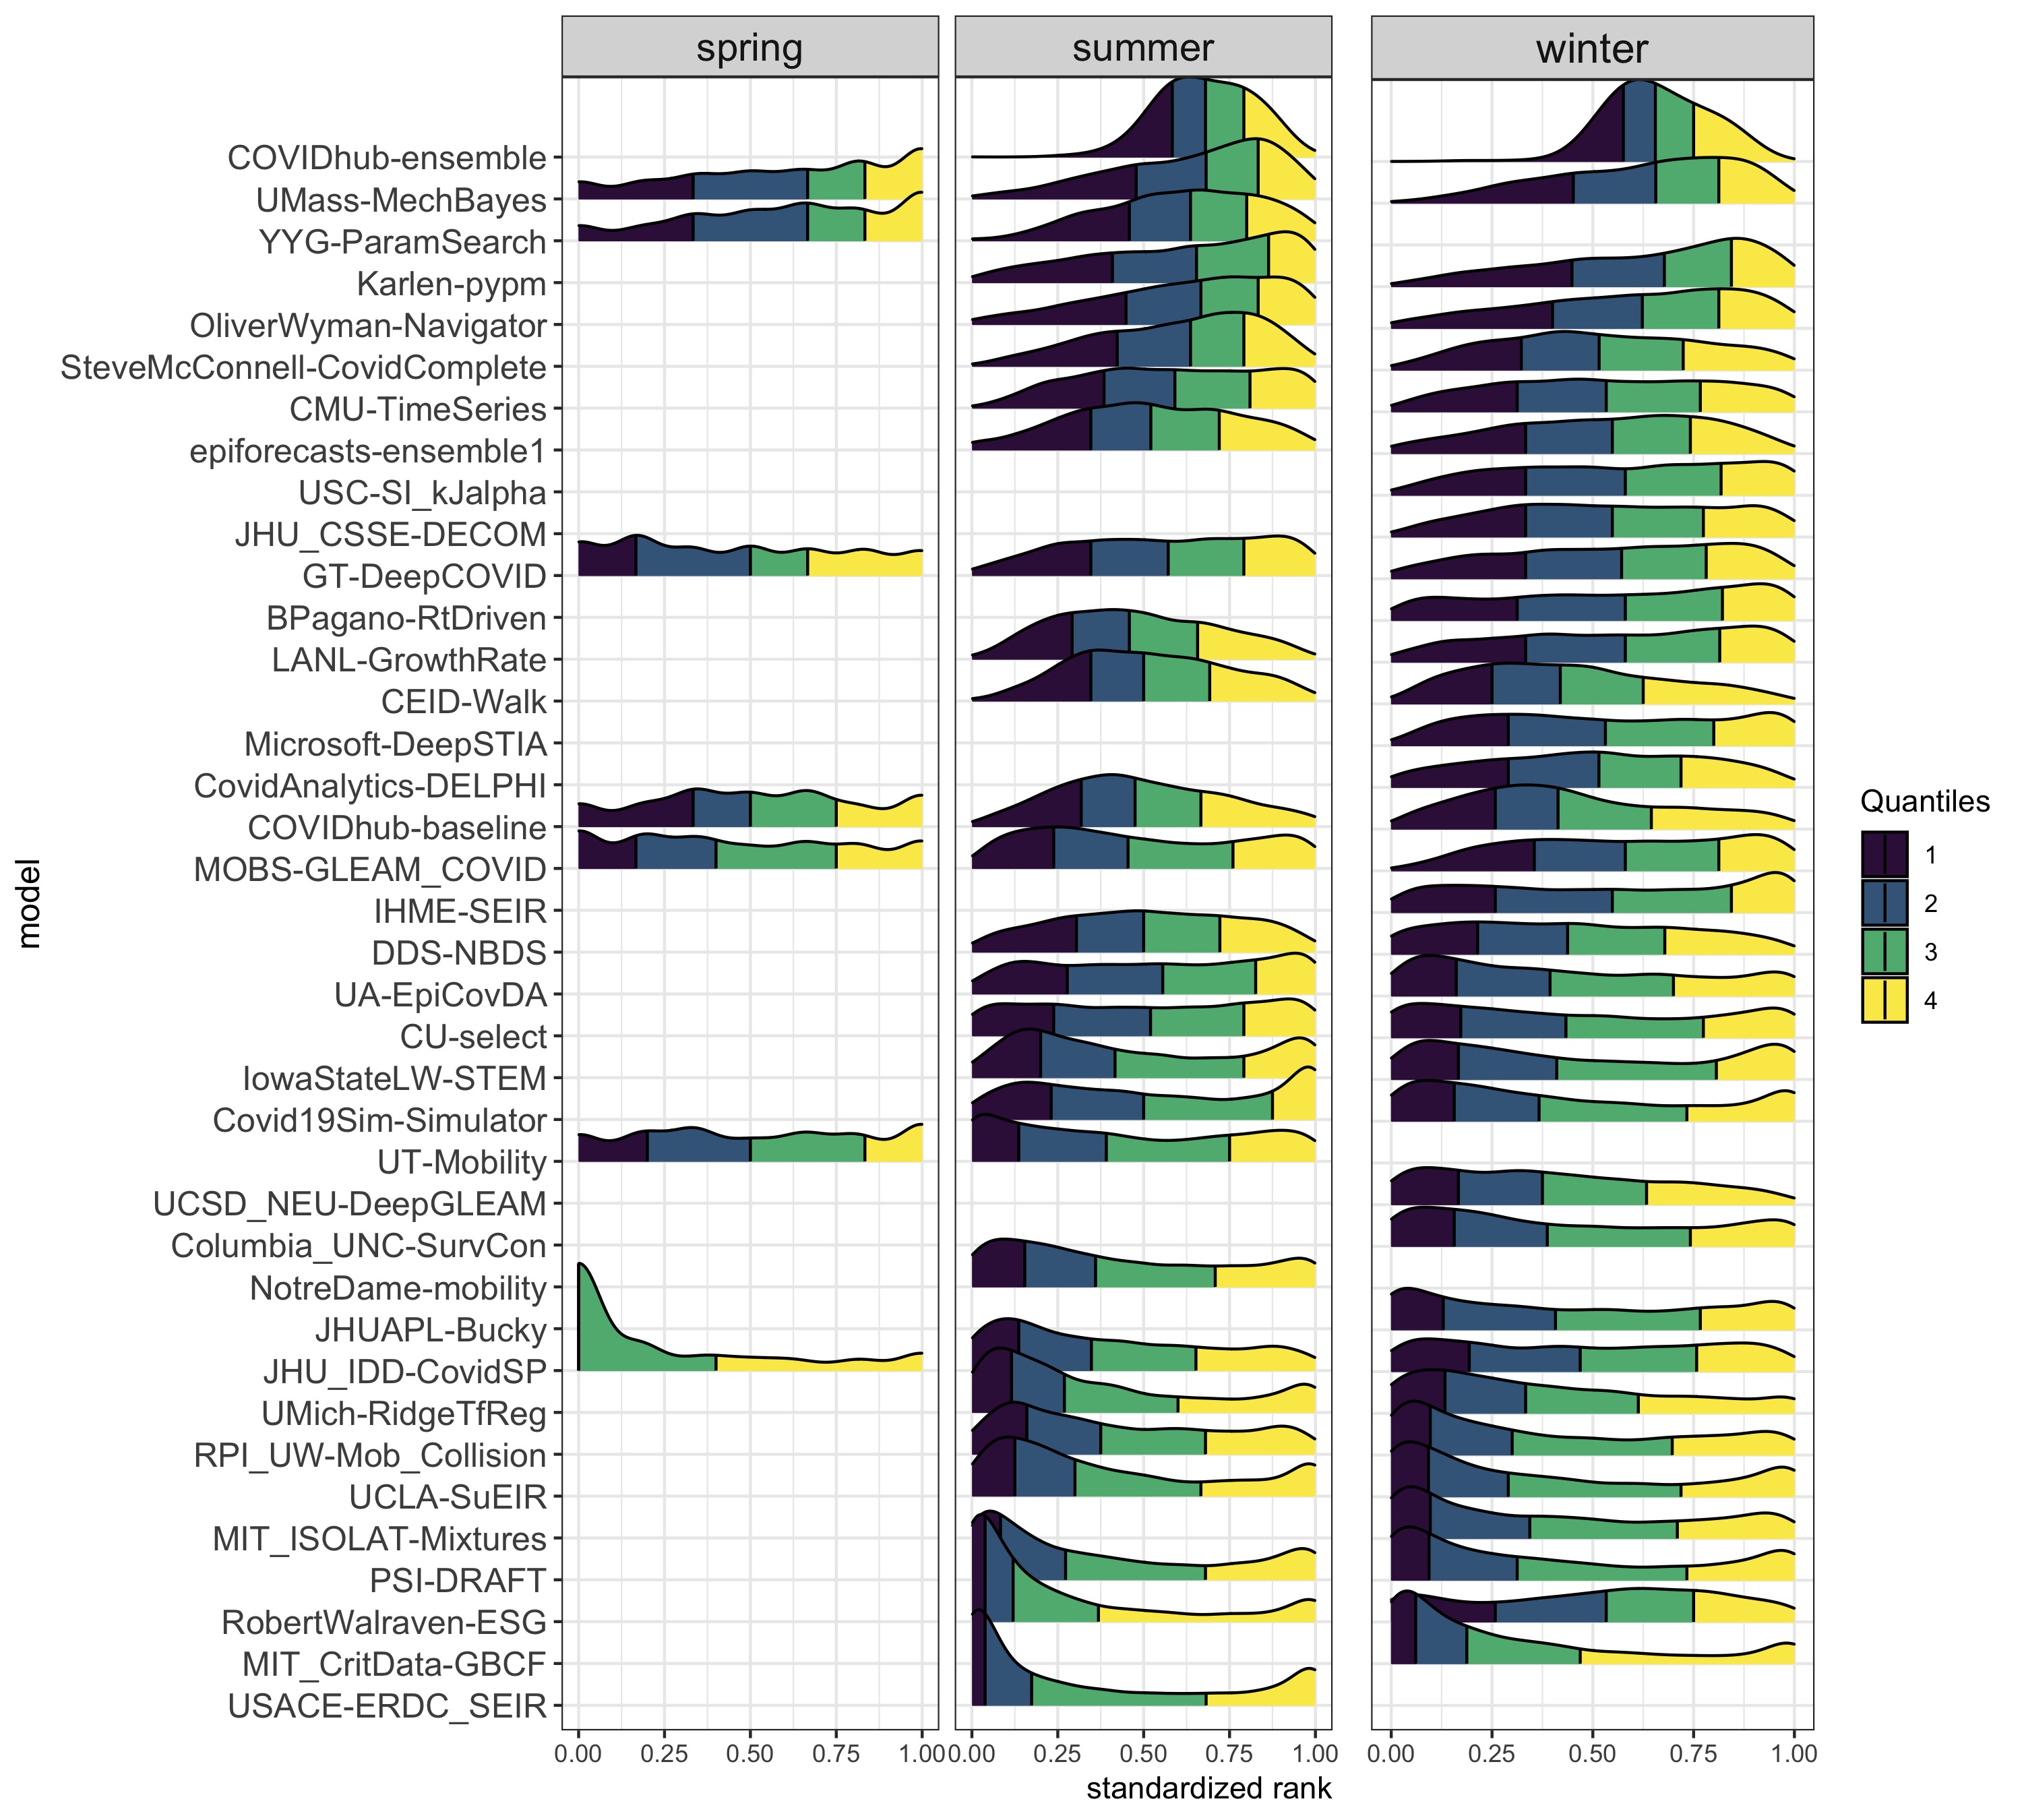 spring
summer
winter
COVIDhub-ensemble
UMass-MechBayes
YYG-ParamSearch
Karlen-pypm
OliverWyman-Navigator
SteveMcConnell-CovidComplete
CMU-TimeSeries
epiforecasts-ensemble1
USC-SI_kJalpha
JHU_CSSE-DECOM
GT-DeepCOVID
BPagano-RtDriven
LANL-GrowthRate
CEID-Walk
Microsoft-DeepSTIA
CovidAnalytics-DELPHI
COVIDhub-baseline
MOBS-GLEAM_COVID
IHME-SEIR
DDS-NBDS
UA-EpiCovDA
CU-select
IowaStateLW-STEM
Covid19Sim-Simulator
UT-Mobility
UCSD_NEU-DeepGLEAM
Columbia_UNC-SurvCon
NotreDame-mobility
JHUAPL-Bucky
JHU_IDD-CovidSP
UMich-RidgeTfReg
RPI_UW-Mob_Collision
UCLA-SuEIR
MIT_ISOLAT-Mixtures
PSI-DRAFT
RobertWalraven-ESG
MIT_CritData-GBCF
USACE-ERDC_SEIR
model
0.00 0.25 0.50 0.75 1.00
0.00 0.25 0.50 0.75 1.00
0.00 0.25 0.50 0.75 1.00
standardized rank
Quantiles
1
2
3
4